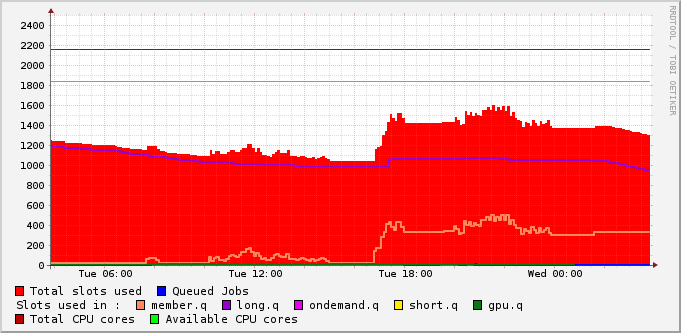 RRDTOOL / TOBI OETIKER
2400
2200
2000
1800
1600
1400
1200
1000
800
600
400
200
0
Tue 06:00 Tue 12:00 Tue 18:00 Wed 00:00
Total slots used Queued Jobs
Slots used in : member.q long.q ondemand.q short.q gpu.q
Total CPU cores Available CPU cores